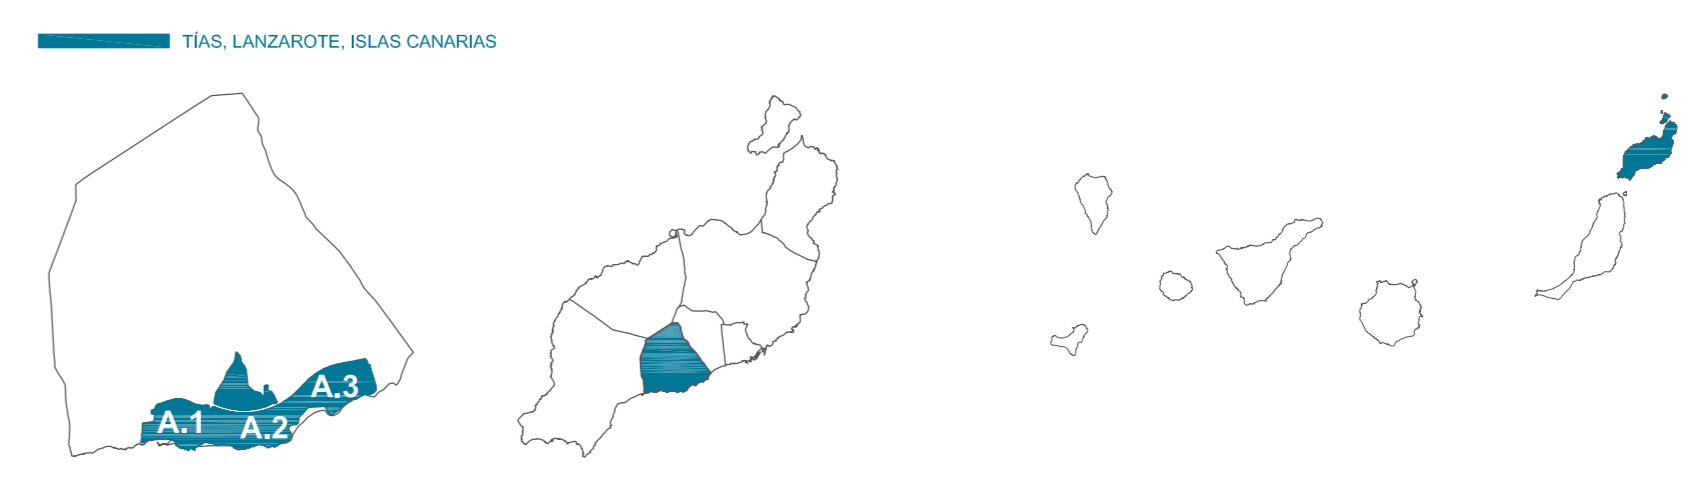 TÍAS, LANZAROTE, ISLAS CANARIAS
A.1
A.2
A.3